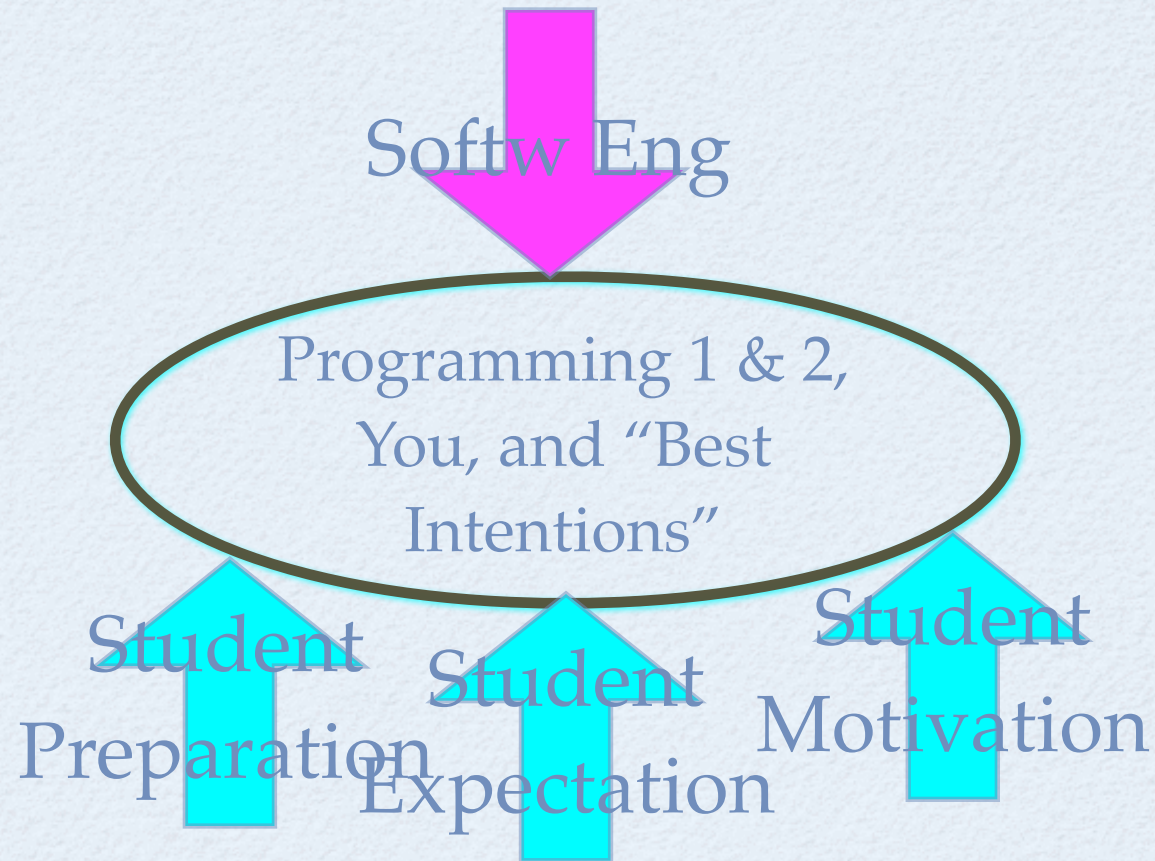 Softw Eng
Programming 1 & 2,
You, and “Best
Intentions”
Student
Preparation
Student
Expectation
Student
Motivation